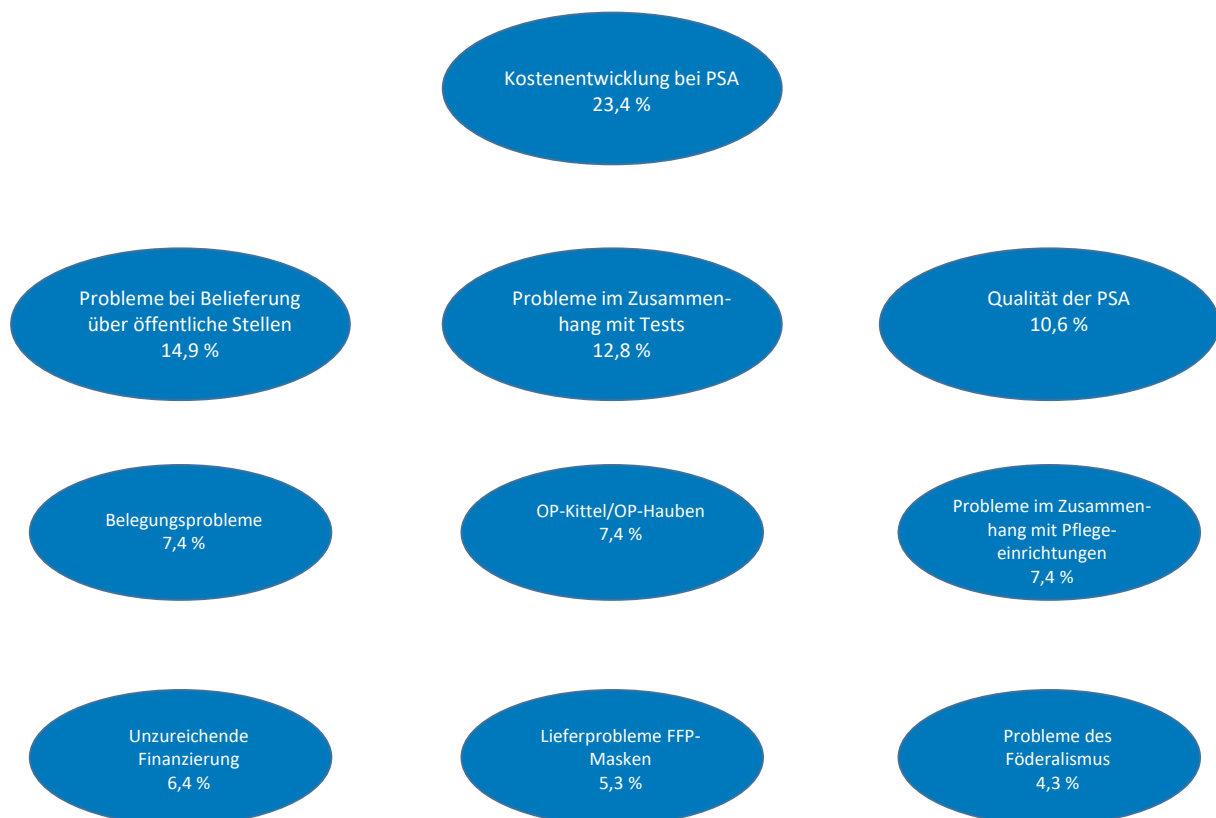 Kostenentwicklung bei PSA
23,4 %
Probleme bei Belieferung
über öffentliche Stellen
14,9 %
Probleme im Zusammen-
hang mit Tests
12,8 %
Qualität der PSA
10,6 %
Belegungsprobleme
7,4 %
OP-Kittel/OP-Hauben
7,4 %
Probleme im Zusammen-
hang mit Pflege-
einrichtungen
7,4 %
Unzureichende
Finanzierung
6,4 %
Lieferprobleme FFP-
Masken
5,3 %
Probleme des
Föderalismus
4,3 %